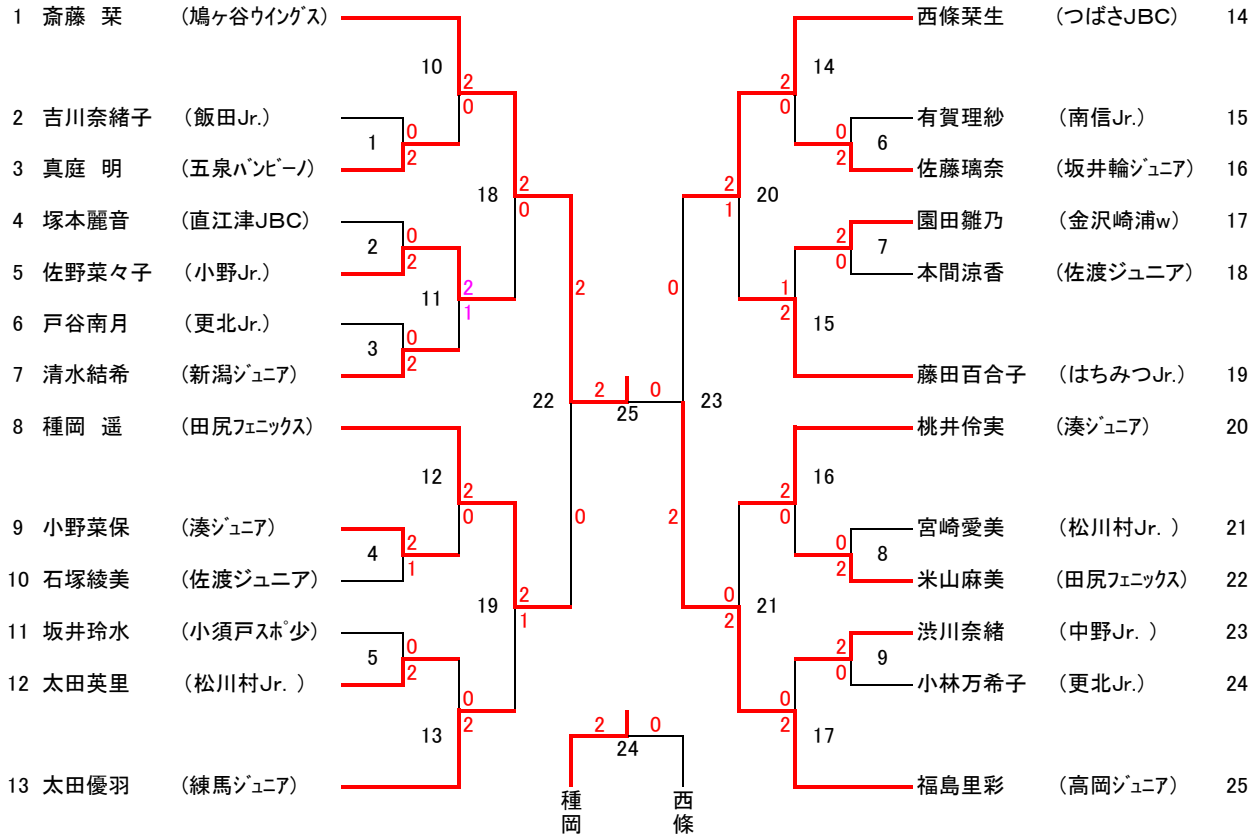 1 斎藤 栞 (鳩ヶ谷ウイングス) 西條栞生 (つばさJBC) 14
10 14
2 2
0 0
2 吉川奈緒子 (飯田Jr.) 有賀理紗 (南信Jr.) 15
0 1 0 6
2 2
3 真庭 明 (五泉バンビーノ) 佐藤璃奈 (坂井輪ジュニア) 16
2 18 2 20
0 1
4 塚本麗音 (直江津JBC) 園田雛乃 (金沢崎浦w) 17
0 2 2 7
2 0
5 佐野菜々子 (小野Jr.) 本間涼香 (佐渡ジュニア) 18
2 11 2 0 1
1 2
6 戸谷南月 (更北Jr.) 15
0 3
2
7 清水結希 (新潟ジュニア) 藤田百合子 (はちみつJr.) 19
22 2 0 23
25
8 種岡 遥 (田尻フェニックス) 桃井伶実 (湊ジュニア) 20
12 16
2 2
0 0
9 小野菜保 (湊ジュニア) 0 2 宮崎愛美 (松川村Jr. ) 21
2 4 0 8
1 2
10 石塚綾美 (佐渡ジュニア) 米山麻美 (田尻フェニックス) 22
2 19 0 21
1 2
11 坂井玲水 (小須戸スポ少) 渋川奈緒 (中野Jr. ) 23
0 5 2 9
2 0
12 太田英里 (松川村Jr. ) 小林万希子 (更北Jr.) 24
0 0
2 2
13 2 0 17
24
13 太田優羽 (練馬ジュニア) 福島里彩 (高岡ジュニア) 25
種岡 西條